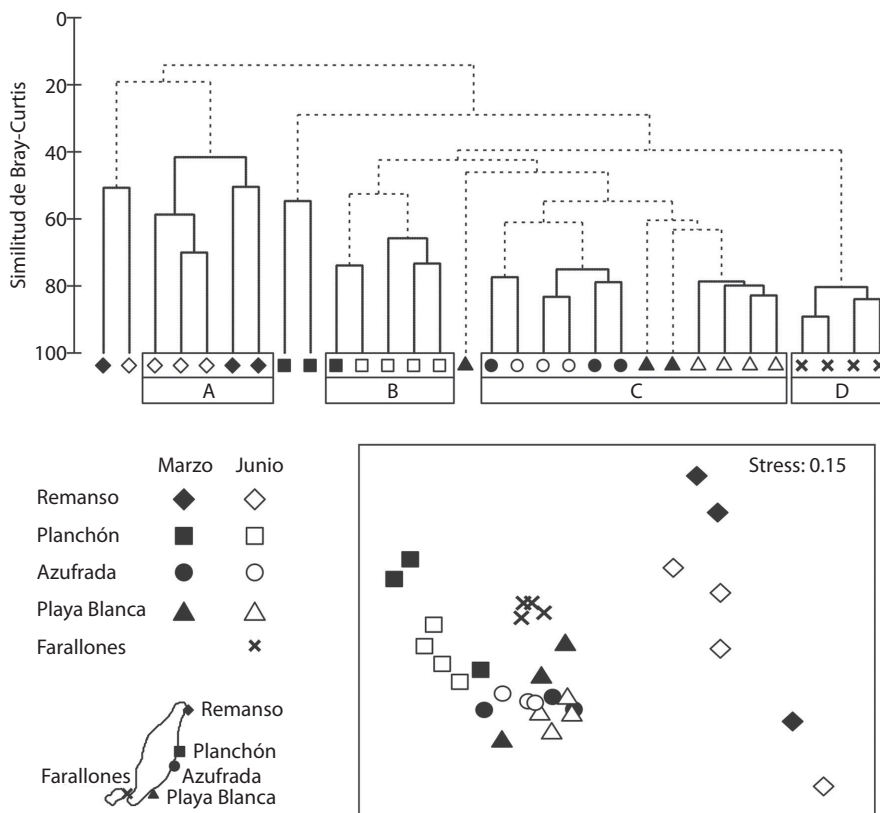 0
20
40
60
80
100
Similitud de Bray-Curtis
A
B
C
D
Marzo Junio
Remanso
Planchón
Azufrada
Playa Blanca
Farallones
Stress: 0.15
Remanso
Planchón
Farallones
Azufrada
Playa Blanca